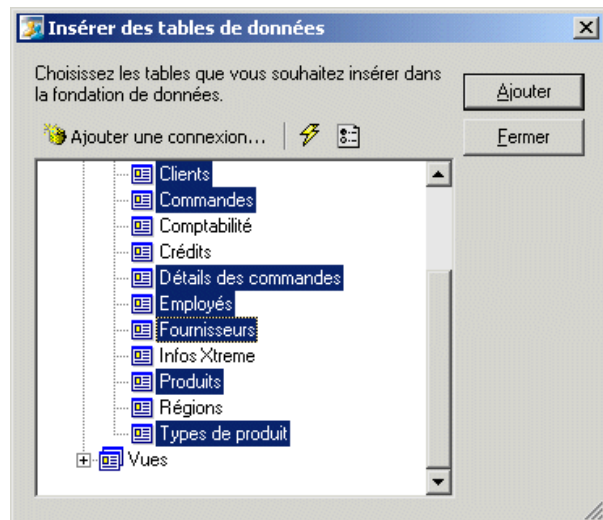 Insérer des tables de données
Choisissez les tables que vous souhaitez insérer dans
la fondation de données.
Ajouter
Ajouter une connexion...
Fermer
Clients
Commandes
Comptabilité
Crédits
Détails des commandes
Employés
Fournisseurs
Infos Xtreme
Produits
Régions
Types de produit
Vues